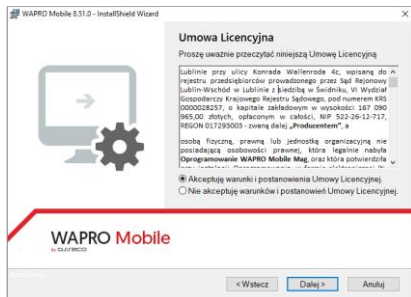 WAPRO Mobile 8.51.0 - InstallShield Wizard
Umowa Licencyjna
Proszę uważnie przeczytać niniejszą Umowę Licencyjną
Lublinie przy ulicy Konrada Wallenroda 4c, wpisaną do
rejestru przedsiębiorców prowadzonego przez Sąd Rejonowy
Lublin-Wschód w Lublinie z siedzibą w Świdniku, VI Wydział
Gospodarczy Krajowego Rejestru Sądowego, pod numerem KRS
0000028257, o kapitale zakładowym w wysokości 167 090
965,00 złotych, opłaconym w całości, NIP 522-26-12-717,
REGON 017293003 - zwaną dalej „Producentem”, a
osobą fizyczną, prawną lub jednostką organizacyjną nie
posiadającą osobowości prawnej, która legalnie nabyła
Oprogramowanie WAPRO Mobile Mag, oraz która potwierdziła
Akceptuję warunki i postanowienia Umowy Licencyjnej.
Nie akceptuję warunków i postanowień Umowy Licencyjnej.
WAPRO Mobile
by asseco
< Wstecz
Dalej >
Anuluj